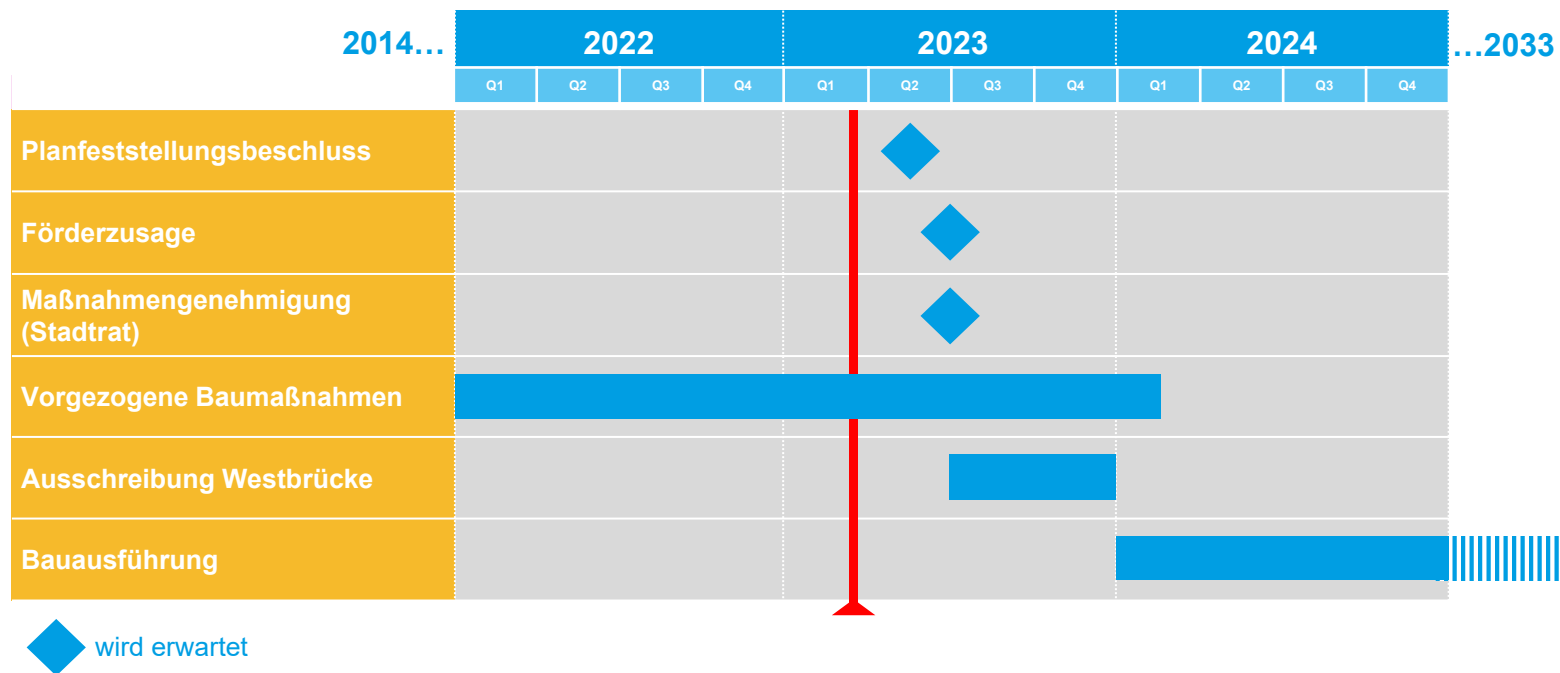 2014… 2022 2023 2024 …2033
Q1 Q2 Q3 Q4 Q1 Q2 Q3 Q4 Q1 Q2 Q3 Q4
Planfeststellungsbeschluss
Förderzusage
Maßnahmengenehmigung
(Stadtrat)
Vorgezogene Baumaßnahmen
Ausschreibung Westbrücke
Bauausführung
wird erwartet